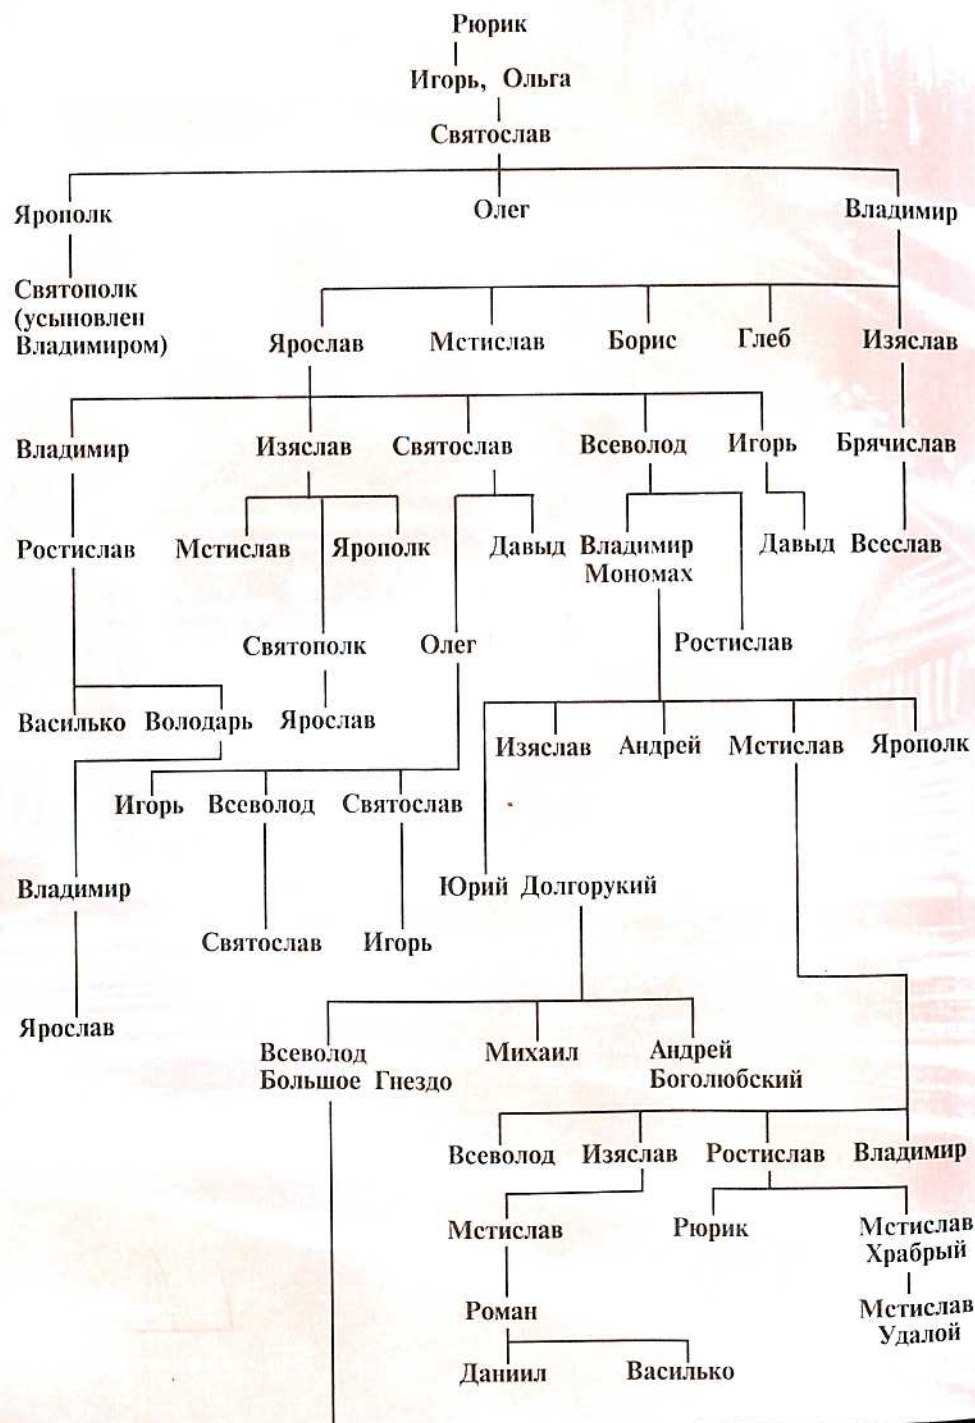 Рюрик
Игорь, Ольга
Святослав
Ярополк Олег Владимир
Святополк
(усыновлен
Владимиром)
Ярослав Мстислав Борис Глеб Изяслав
Владимир Изяслав Святослав Всеволод Игорь Брячислав
Ростислав Мстислав Ярополк Давыд Владимир
Мономах
Давыд Всеслав
Святополк Олег Ростислав
Василько Володарь Ярослав
Изяслав Андрей Мстислав Ярополк
Игорь Всеволод Святослав
Владимир Юрий Долгорукий
Святослав Игорь
Ярослав
Всеволод
Большое Гнездо
Михаил
Андрей
Боголюбский
Всеволод Изяслав Ростислав Владимир
Мстислав Рюрик
Мстислав
Храбрый
Роман
Мстислав
Удалой
Даниил Василько